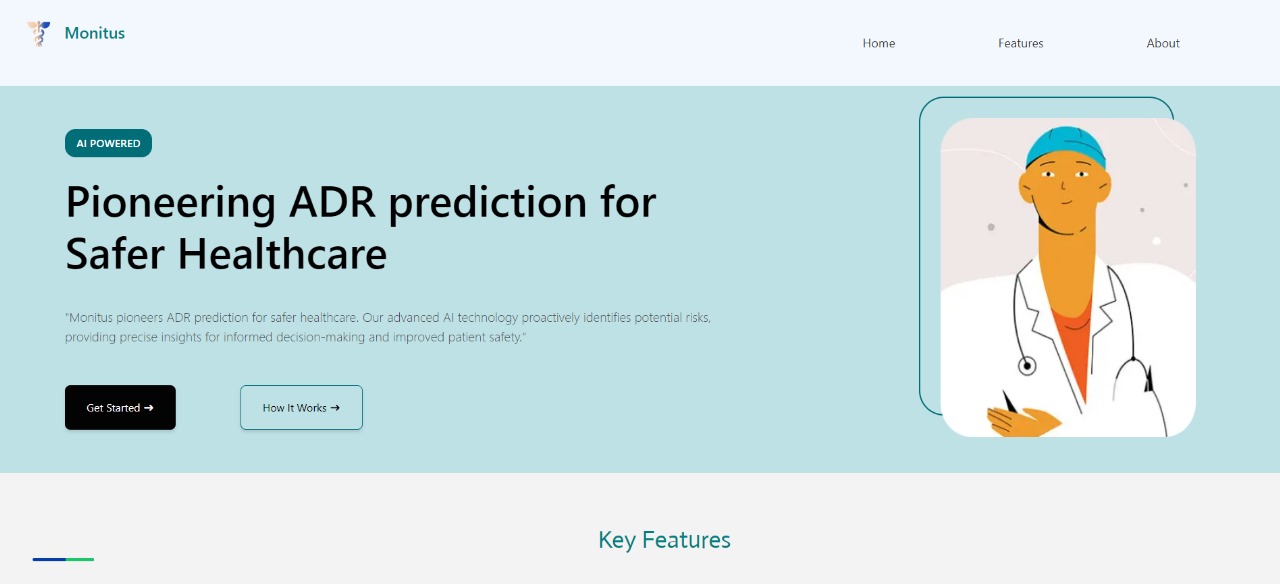 Monitus
Home
Features
About
AI POWERED
Pioneering ADR prediction for
Safer Healthcare
"Monitus pioneers ADR prediction for safer healthcare. Our advanced AI technology proactively identifies potential risks,
providing precise insights for informed decision-making and improved patient safety."
Get Started ➔
How It Works ➔
Key Features